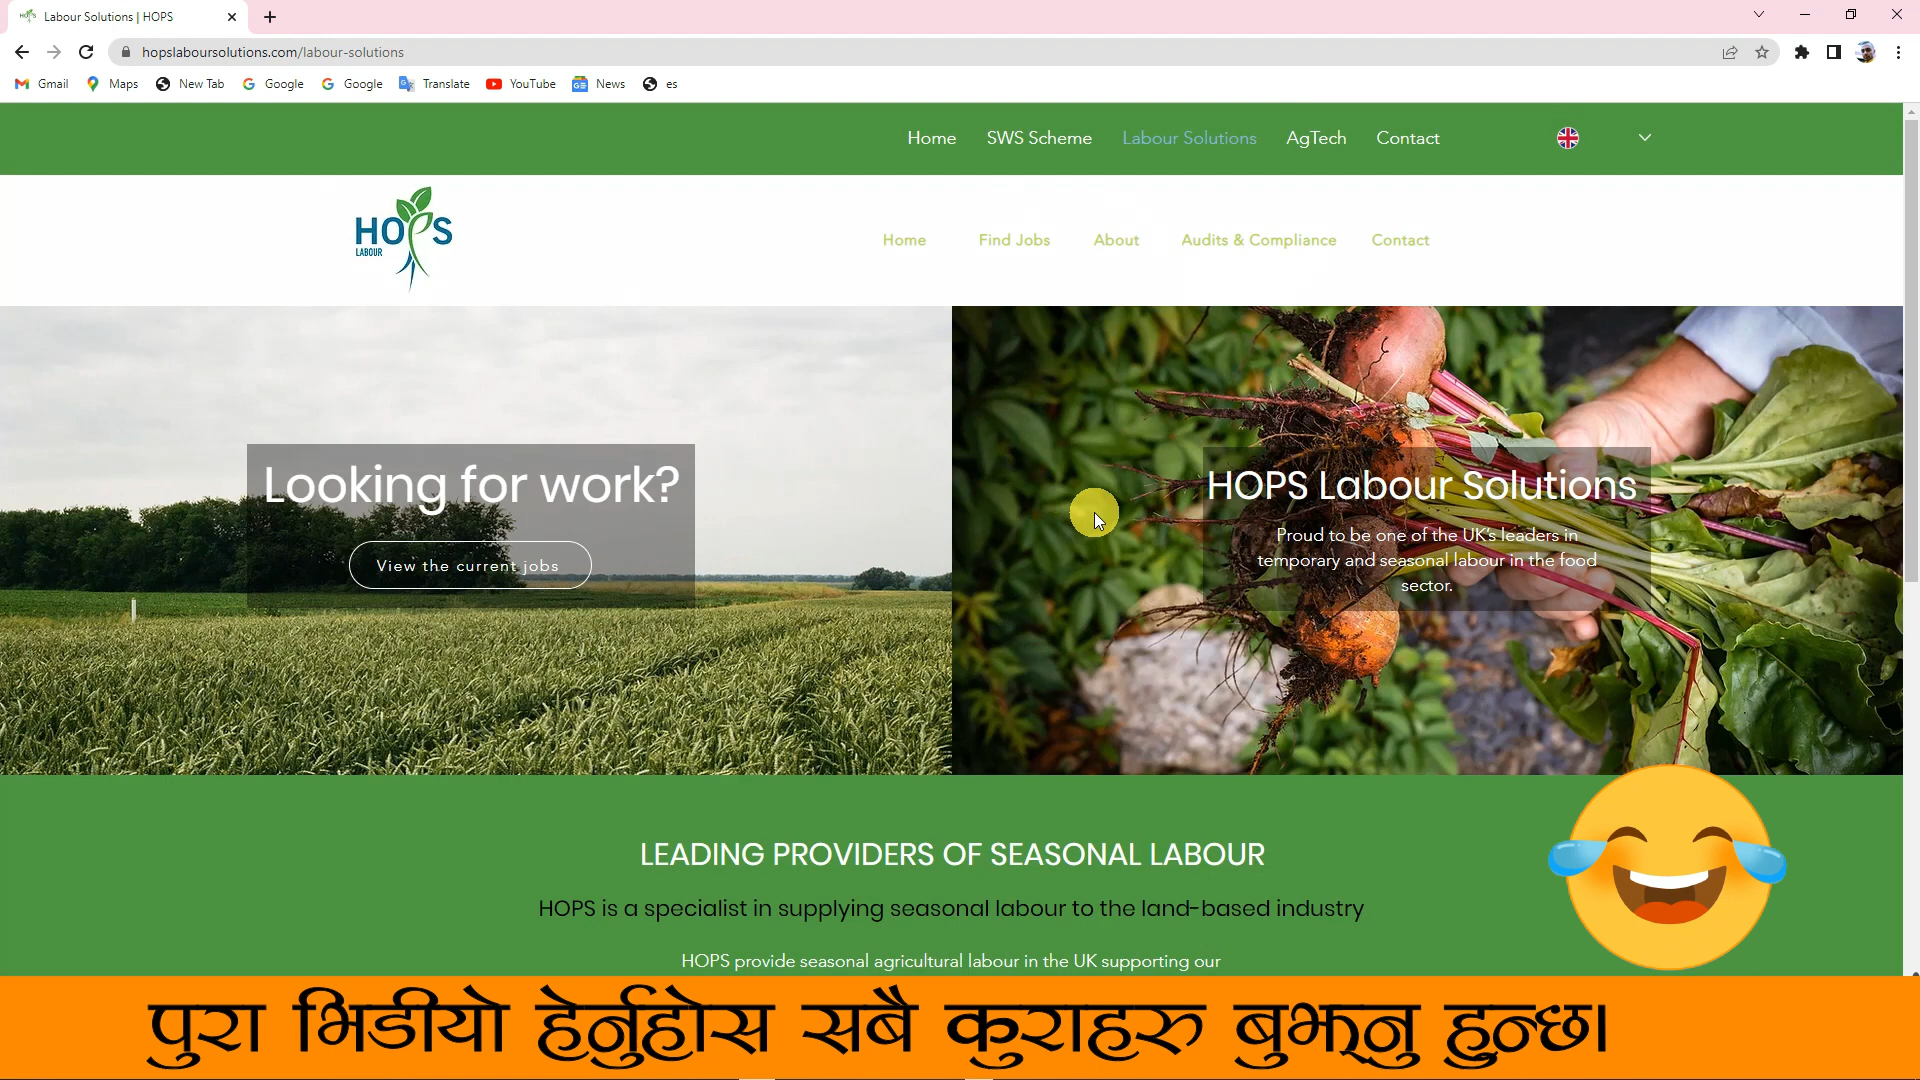 Labour Solutions | HOPS
hopslaboursolutions.com/labour-solutions
Gmail Maps New Tab Google Google Translate YouTube News es
Home SWS Scheme Labour Solutions AgTech Contact
HOPS
LABOUR
Home Find Jobs About Audits & Compliance Contact
Looking for work?
View the current jobs
HOPS Labour Solutions
Proud to be one of the UK's leaders in
temporary and seasonal labour in the food
sector.
LEADING PROVIDERS OF SEASONAL LABOUR
HOPS is a specialist in supplying seasonal labour to the land-based industry
HOPS provide seasonal agricultural labour in the UK supporting our
पुरा भिडीयो हेर्नुहोस सबै कुराहरु बुझ्नु हुन्छ।